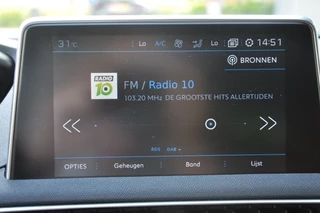 31°C Lo A/C Lo 14:51
BRONNEN
RADIO
10
FM / Radio 10
103.20 MHz DE GROOTSTE HITS ALLERTIJDEN
RDS DAB
OPTIES Geheugen Band Lijst